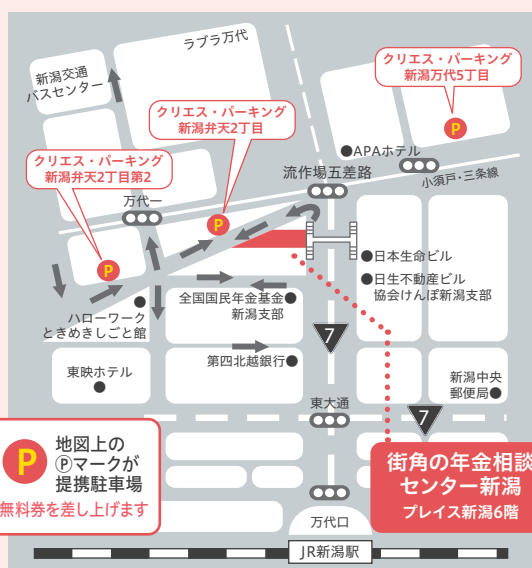 ラブラ万代
新潟交通
バスセンター
クリエス・パーキング
新潟万代5丁目
P
クリエス・パーキング
新潟弁天2丁目
クリエス・パーキング
新潟弁天2丁目第2
APAホテル
流作場五差路
小須戸・三条線
万代一
P
P
日本生命ビル
日生不動産ビル
協会けんぽ新潟支部
全国国民年金基金
新潟支部
ハローワーク
ときめきしごと館
7
第四北越銀行
東映ホテル
新潟中央
郵便局
東大通
7
P
地図上の
Ⓟマークが
提携駐車場
無料券を差し上げます
街角の年金相談
センター新潟
プレイス新潟6階
万代口
JR新潟駅